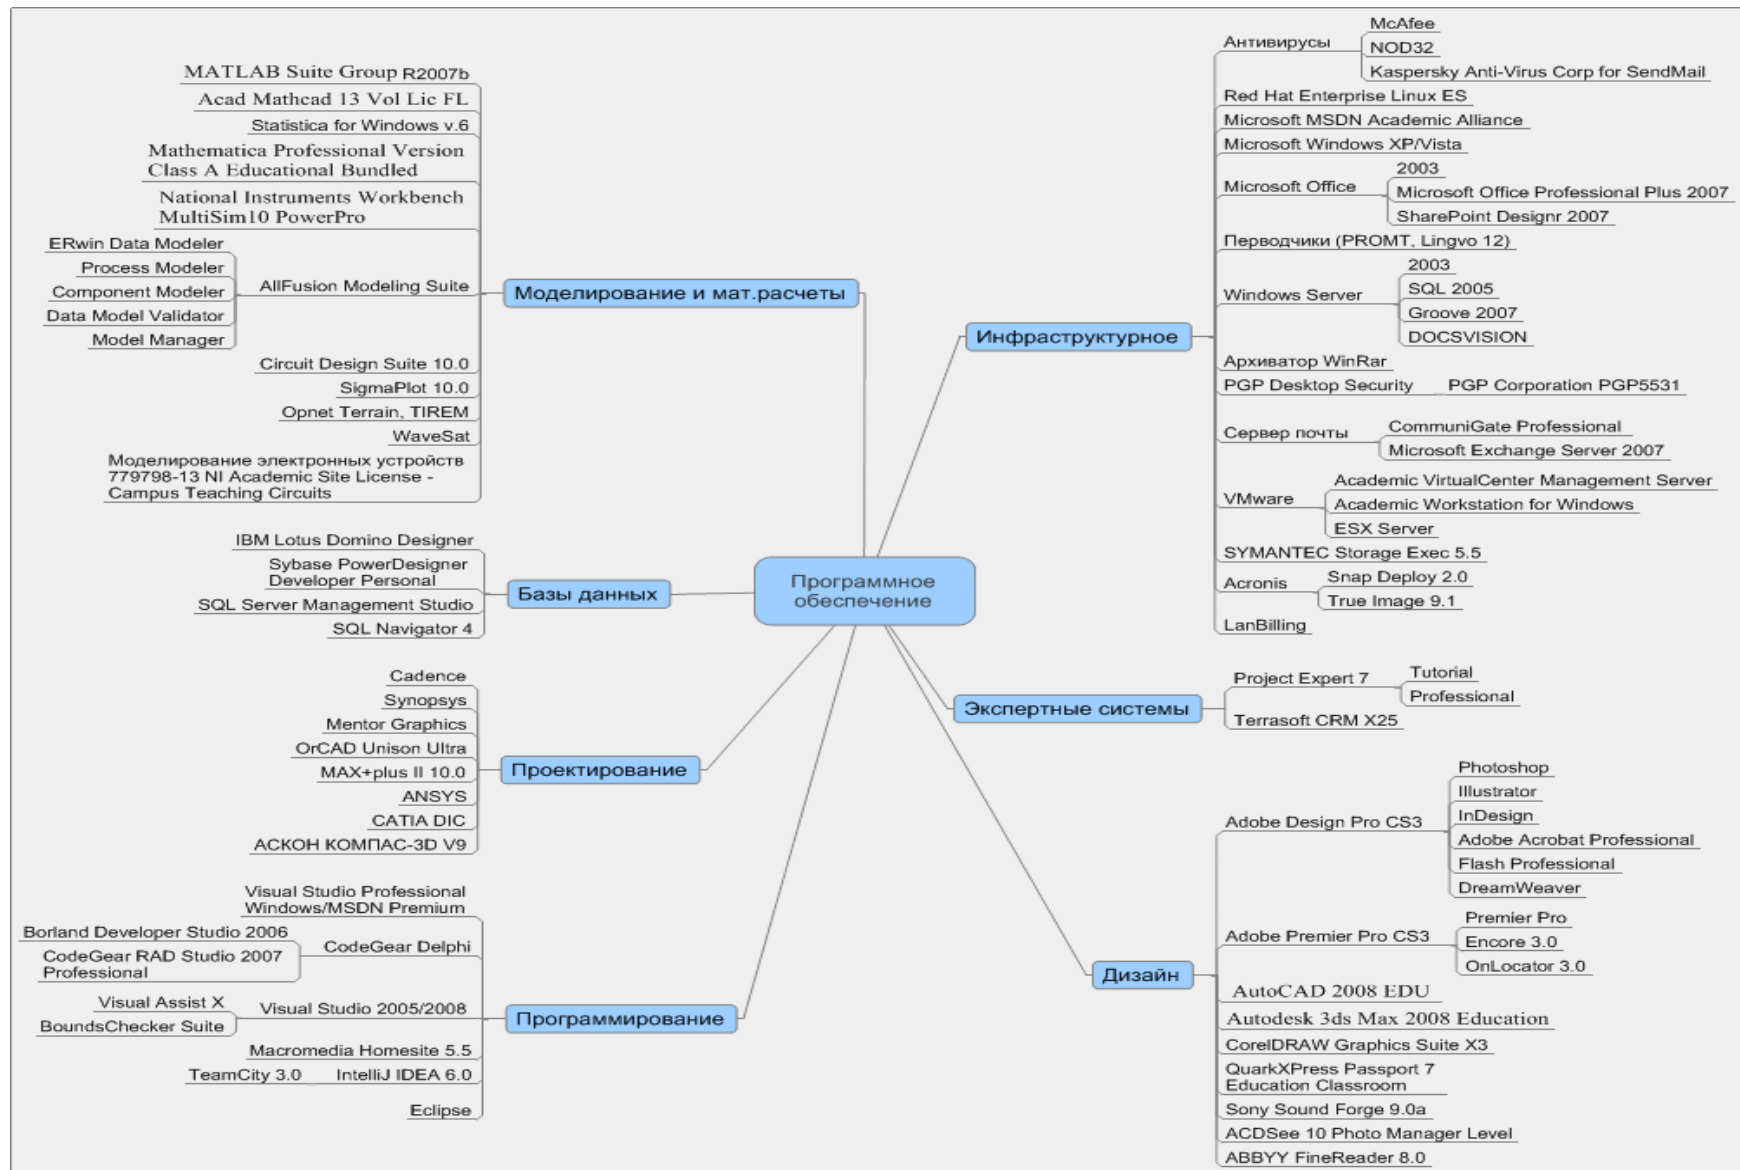 MATLAB Suite Group R2007b
Acad Mathcad 13 Vol Lic FL
Statistica for Windows v.6
Mathematica Professional Version
Class A Educational Bundled
National Instruments Workbench
MultiSim10 PowerPro
ERwin Data Modeler
Process Modeler
Component Modeler
Data Model Validator
Model Manager
AllFusion Modeling Suite
Circuit Design Suite 10.0
SigmaPlot 10.0
Opnet Terrain, TIREM
WaveSat
Моделирование электронных устройств
779798-13 NI Academic Site License -
Campus Teaching Circuits
Моделирование и мат.расчеты
IBM Lotus Domino Designer
Sybase PowerDesigner
Developer Personal
SQL Server Management Studio
SQL Navigator 4
Базы данных
Cadence
Synopsys
Mentor Graphics
OrCAD Unison Ultra
MAX+plus II 10.0
ANSYS
CATIA DIC
АСКОН КОМПАС-3D V9
Проектирование
Visual Studio Professional
Windows/MSDN Premium
Borland Developer Studio 2006
CodeGear RAD Studio 2007
Professional
CodeGear Delphi
Visual Assist X
BoundsChecker Suite
Visual Studio 2005/2008
Macromedia Homesite 5.5
TeamCity 3.0
IntelliJ IDEA 6.0
Eclipse
Программирование
Программное
обеспечение
Инфраструктурное
Антивирусы
McAfee
NOD32
Kaspersky Anti-Virus Corp for SendMail
Red Hat Enterprise Linux ES
Microsoft MSDN Academic Alliance
Microsoft Windows XP/Vista
Microsoft Office
2003
Microsoft Office Professional Plus 2007
SharePoint Designr 2007
Перводчики (PROMT, Lingvo 12)
Windows Server
2003
SQL 2005
Groove 2007
DOCSVISION
Архиватор WinRar
PGP Desktop Security
PGP Corporation PGP5531
Сервер почты
CommuniGate Professional
Microsoft Exchange Server 2007
VMware
Academic VirtualCenter Management Server
Academic Workstation for Windows
ESX Server
SYMANTEC Storage Exec 5.5
Acronis
Snap Deploy 2.0
True Image 9.1
LanBilling
Экспертные системы
Project Expert 7
Tutorial
Professional
Terrasoft CRM X25
Дизайн
Adobe Design Pro CS3
Photoshop
Illustrator
InDesign
Adobe Acrobat Professional
Flash Professional
DreamWeaver
Adobe Premier Pro CS3
Premier Pro
Encore 3.0
OnLocator 3.0
AutoCAD 2008 EDU
Autodesk 3ds Max 2008 Education
CorelDRAW Graphics Suite X3
QuarkXPress Passport 7
Education Classroom
Sony Sound Forge 9.0a
ACDSee 10 Photo Manager Level
ABBYY FineReader 8.0